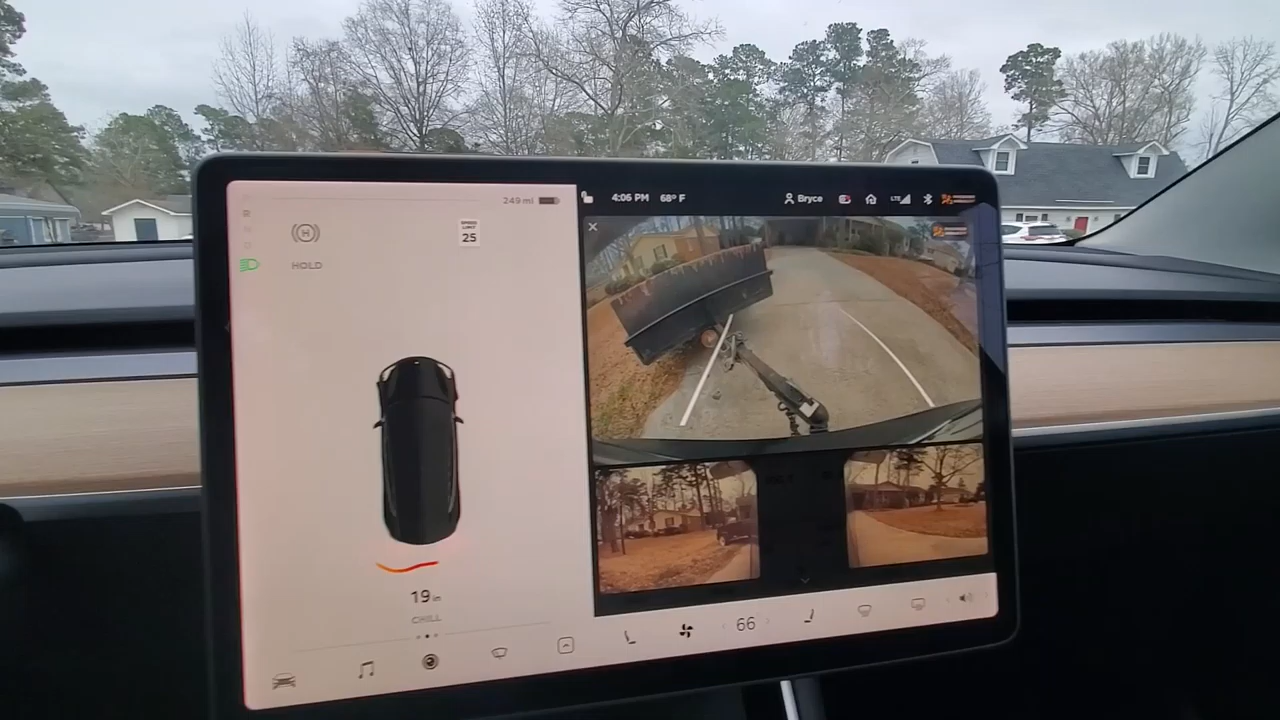 249 mi
4:06 PM 68° F Bryce LTE
R
SPEED
LIMIT
25
HOLD
19 in
CHILL
66